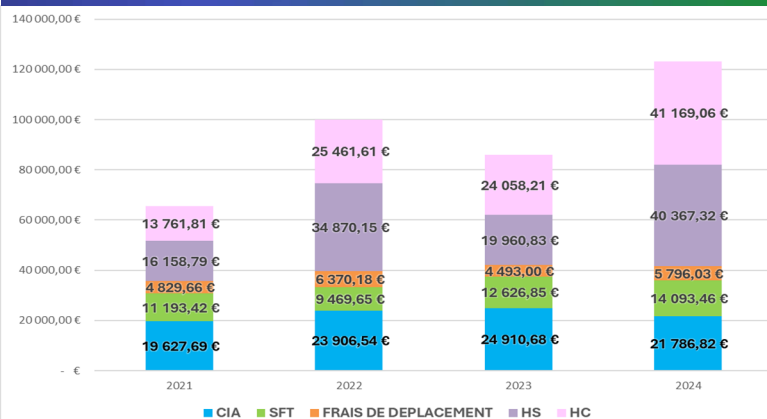 140 000,00 €
120 000,00 €
100 000,00 €
80 000,00 €
60 000,00 €
40 000,00 €
20 000,00 €
- €
13 761,81 €
16 158,79 €
4 829,66 €
11 193,42 €
19 627,69 €
25 461,61 €
34 870,15 €
6 370,18 €
9 469,65 €
23 906,54 €
24 058,21 €
19 960,83 €
4 493,00 €
12 626,85 €
24 910,68 €
41 169,06 €
40 367,32 €
5 796,03 €
14 093,46 €
21 786,82 €
2021 2022 2023 2024
CIA SFT FRAIS DE DEPLACEMENT HS HC